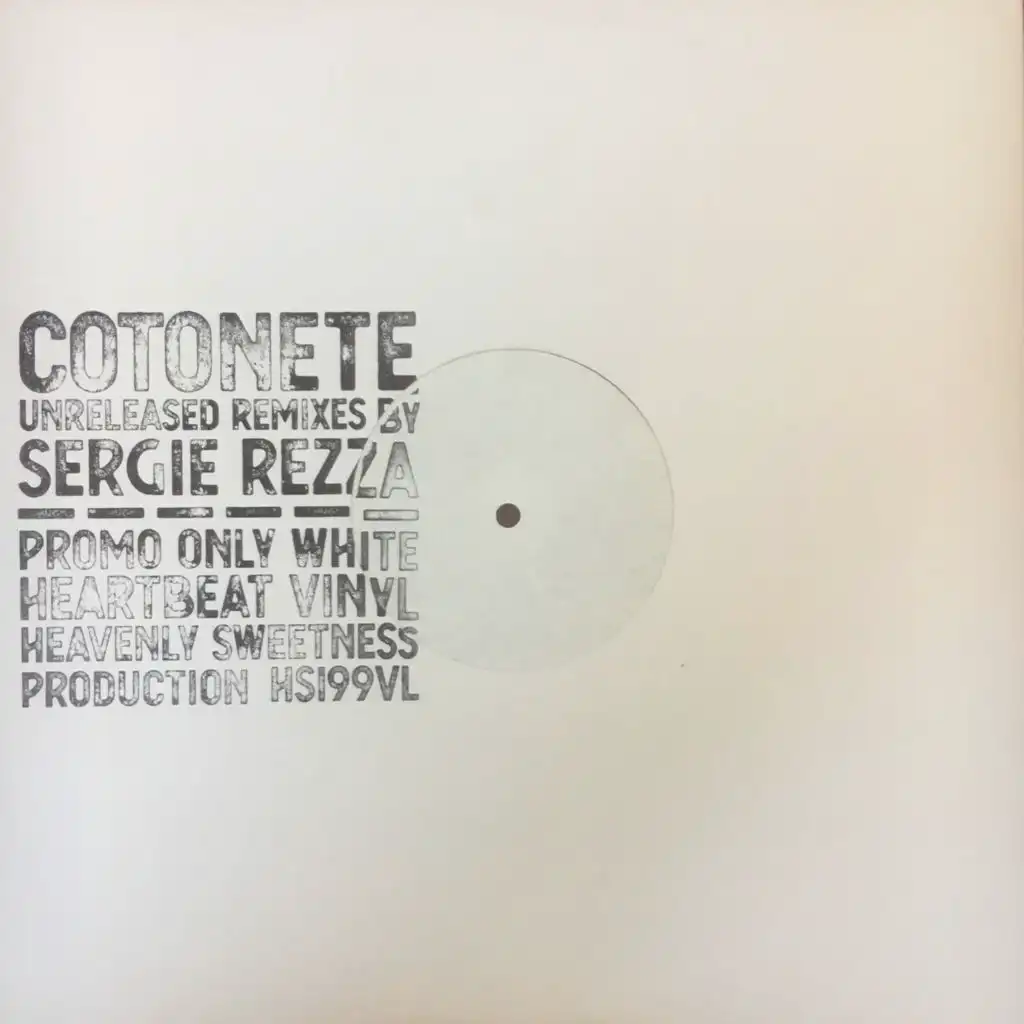 COTONETE
UNRELEASED REMIXES BY
SERGIE REZZA
PROMO ONLY WHITE
HEARTBEAT VINYL
HEAVENLY SWEETNESS
PRODUCTION HS199VL